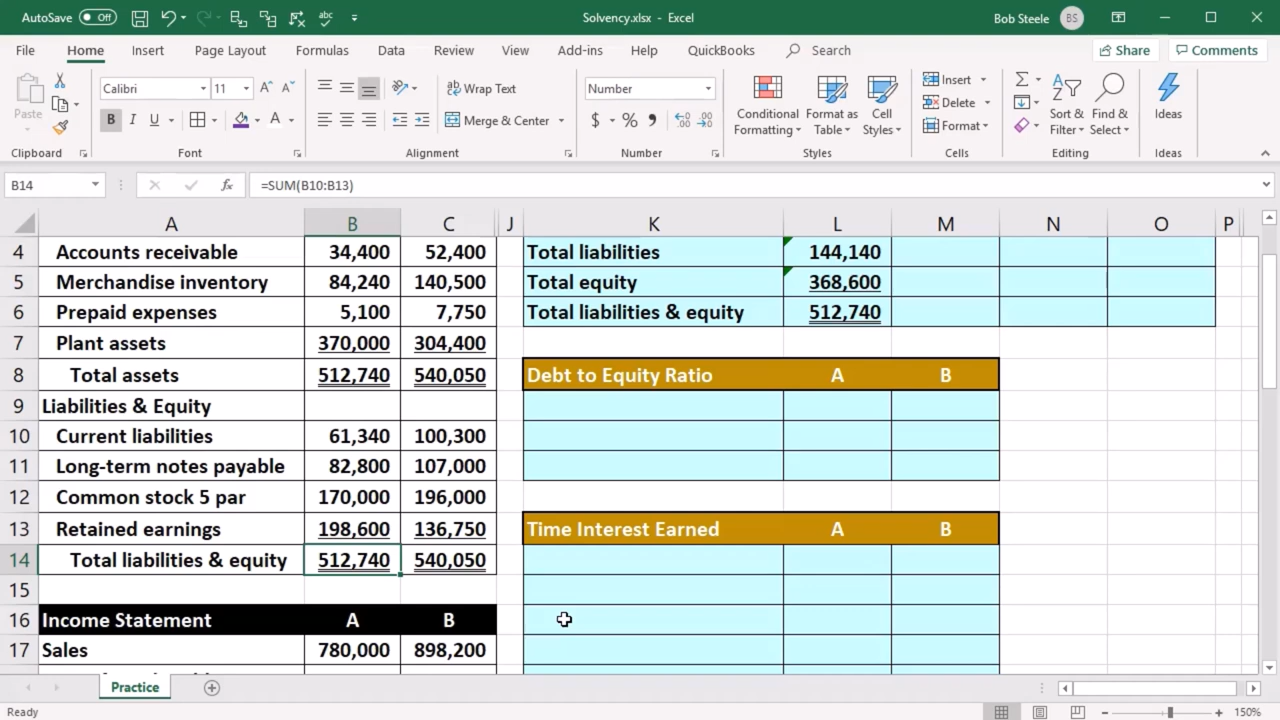 AutoSave Off Solvency.xlsx - Excel Bob Steele BS
File Home Insert Page Layout Formulas Data Review View Add-ins Help QuickBooks Search Share Comments
Paste Calibri 11 A A Wrap Text Number Conditional Formatting Format as Table Cell Styles Insert Sort & Filter Find & Select Ideas
B I U A Merge & Center $ % Delete
Format
Clipboard Font Alignment Number Styles Cells Editing Ideas
B14 fx =SUM(B10:B13)
A B C J K L M N O P
4 Accounts receivable 34,400 52,400 Total liabilities 144,140
5 Merchandise inventory 84,240 140,500 Total equity 368,600
6 Prepaid expenses 5,100 7,750 Total liabilities & equity 512,740
7 Plant assets 370,000 304,400
8 Total assets 512,740 540,050 Debt to Equity Ratio A B
9 Liabilities & Equity
10 Current liabilities 61,340 100,300
11 Long-term notes payable 82,800 107,000
12 Common stock 5 par 170,000 196,000
13 Retained earnings 198,600 136,750 Time Interest Earned A B
14 Total liabilities & equity 512,740 540,050
15
16 Income Statement A B
17 Sales 780,000 898,200
Practice
Ready 150%